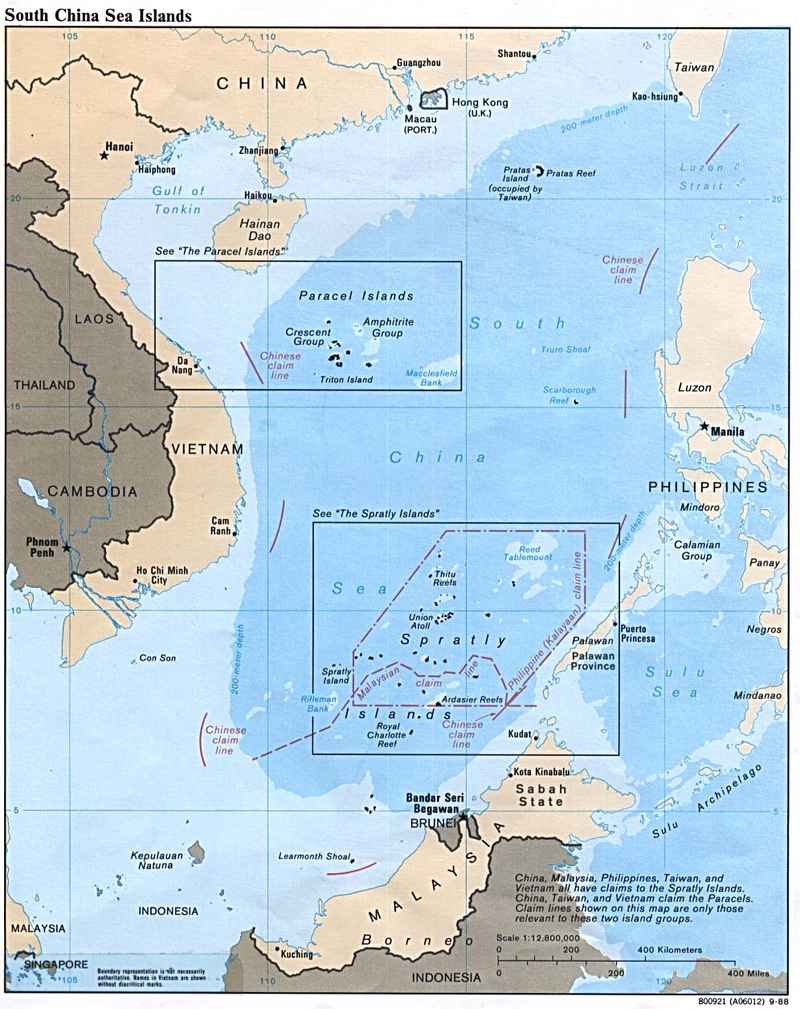 South China Sea Islands
105
110
115
120
CHINA
Guangzhou
Shantou
Taiwan
Kao-hsiung
Macau
(PORT.)
Hong Kong
(U.K.)
200-meter depth
Hanoi
Haiphong
Zhanjiang
Gulf of
Tonkin
Haikou
Hainan
Dao
Pratas
Island
(occupied by
Taiwan)
Pratas Reef
Luzon
Strait
20
20
See "The Paracel Islands"
Chinese
claim
line
Paracel Islands
Crescent
Group
Amphitrite
Group
Triton Island
Chinese
claim
line
Macclesfield
Bank
South
Truro Shoal
Scarborough
Reef
LAOS
Da
Nang
THAILAND
Luzon
15
15
Manila
VIETNAM
China
CAMBODIA
PHILIPPINES
Mindoro
See "The Spratly Islands"
Cam
Ranh
Phnom
Penh
Ho Chi Minh
City
200-meter depth
Calamian
Group
Panay
Reed
Tablemount
Thitu
Reefs
Sea
Union
Atoll
10
10
Negros
Spratly
Philippine (Kalayaan) claim line
Palawan
Puerto
Princesa
Palawan
Province
Con Son
200-meter depth
Spratly
Island
Malaysian
claim
line
Rifleman
Bank
Ardasier Reefs
Islands
Sulu
Sea
Mindanao
Chinese
claim
line
Royal
Charlotte
Reef
Chinese
claim
line
Kudat
Kota Kinabalu
Sabah
State
Bandar Seri
Begawan
BRUNEI
5
5
Sulu Archipelago
Kepulauan
Natuna
Learmonth Shoal
MALAYSIA
INDONESIA
MALAYSIA
Borneo
Kuching
SINGAPORE
INDONESIA
China, Malaysia, Philippines, Taiwan, and
Vietnam all have claims to the Spratly Islands.
China, Taiwan, and Vietnam claim the Paracels.
Claim lines shown on this map are only those
relevant to these two island groups.
Scale 1:12,800,000
0 200 400 Kilometers
0 200 400 Miles
Boundary representation is not necessarily
authoritative. Names in Vietnam are shown
without diacritical marks.
105
110
115
120
800921 (A06012) 9-88